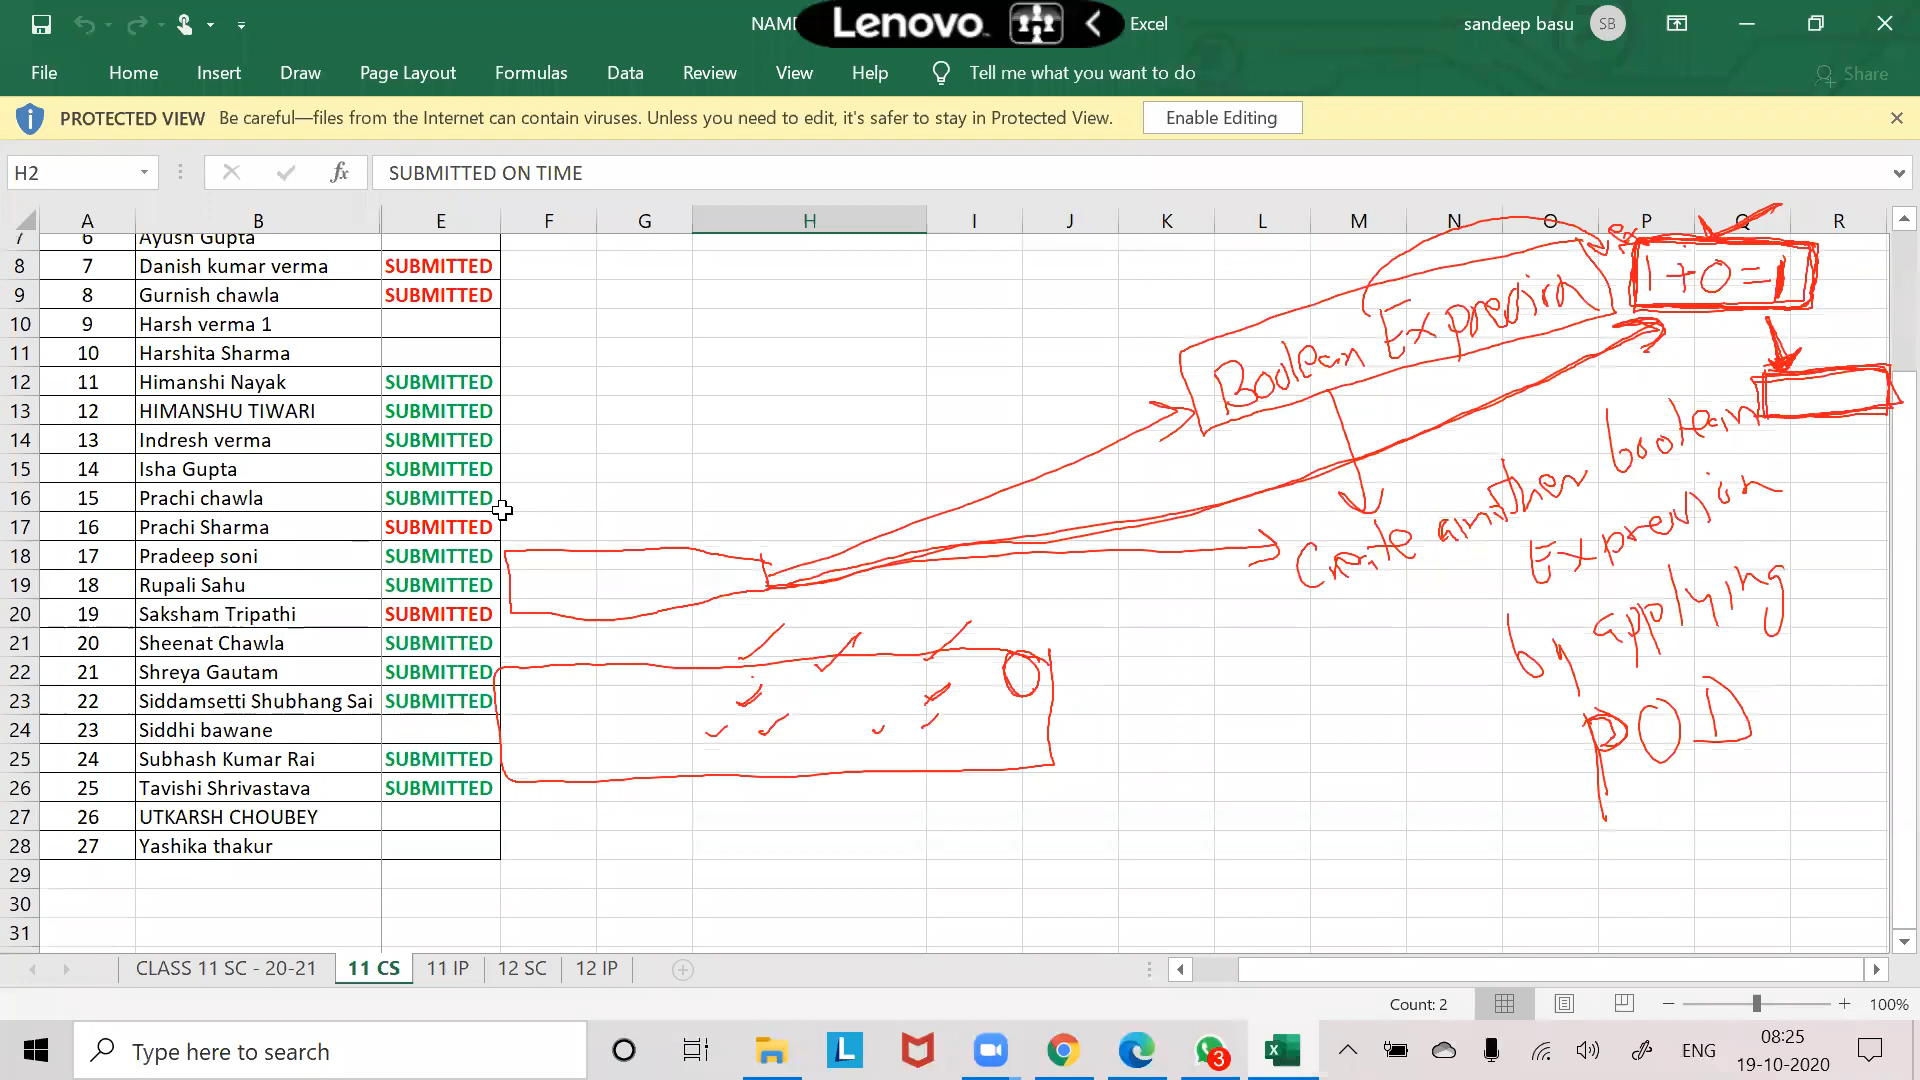 NAM
Lenovo
Excel
sandeep basu
SB
File Home Insert Draw Page Layout Formulas Data Review View Help Tell me what you want to do Share
PROTECTED VIEW Be careful—files from the Internet can contain viruses. Unless you need to edit, it's safer to stay in Protected View. Enable Editing
H2 fx SUBMITTED ON TIME
A B E F G H I J K L M N O P Q R
7 6 Ayush Gupta
8 7 Danish kumar verma SUBMITTED
9 8 Gurnish chawla SUBMITTED
10 9 Harsh verma 1
11 10 Harshita Sharma
12 11 Himanshi Nayak SUBMITTED
13 12 HIMANSHU TIWARI SUBMITTED
14 13 Indresh verma SUBMITTED
15 14 Isha Gupta SUBMITTED
16 15 Prachi chawla SUBMITTED
17 16 Prachi Sharma SUBMITTED
18 17 Pradeep soni SUBMITTED
19 18 Rupali Sahu SUBMITTED
20 19 Saksham Tripathi SUBMITTED
21 20 Sheenat Chawla SUBMITTED
22 21 Shreya Gautam SUBMITTED
23 22 Siddamsetti Shubhang Sai SUBMITTED
24 23 Siddhi bawane
25 24 Subhash Kumar Rai SUBMITTED
26 25 Tavishi Shrivastava SUBMITTED
27 26 UTKARSH CHOUBEY
28 27 Yashika thakur
29
30
31
ex
1+0=1
Boolean Expression
Create another boolean
Expression
by applying
POD
CLASS 11 SC - 20-21 11 CS 11 IP 12 SC 12 IP
Count: 2 100%
Type here to search
L
3
ENG
08:25
19-10-2020